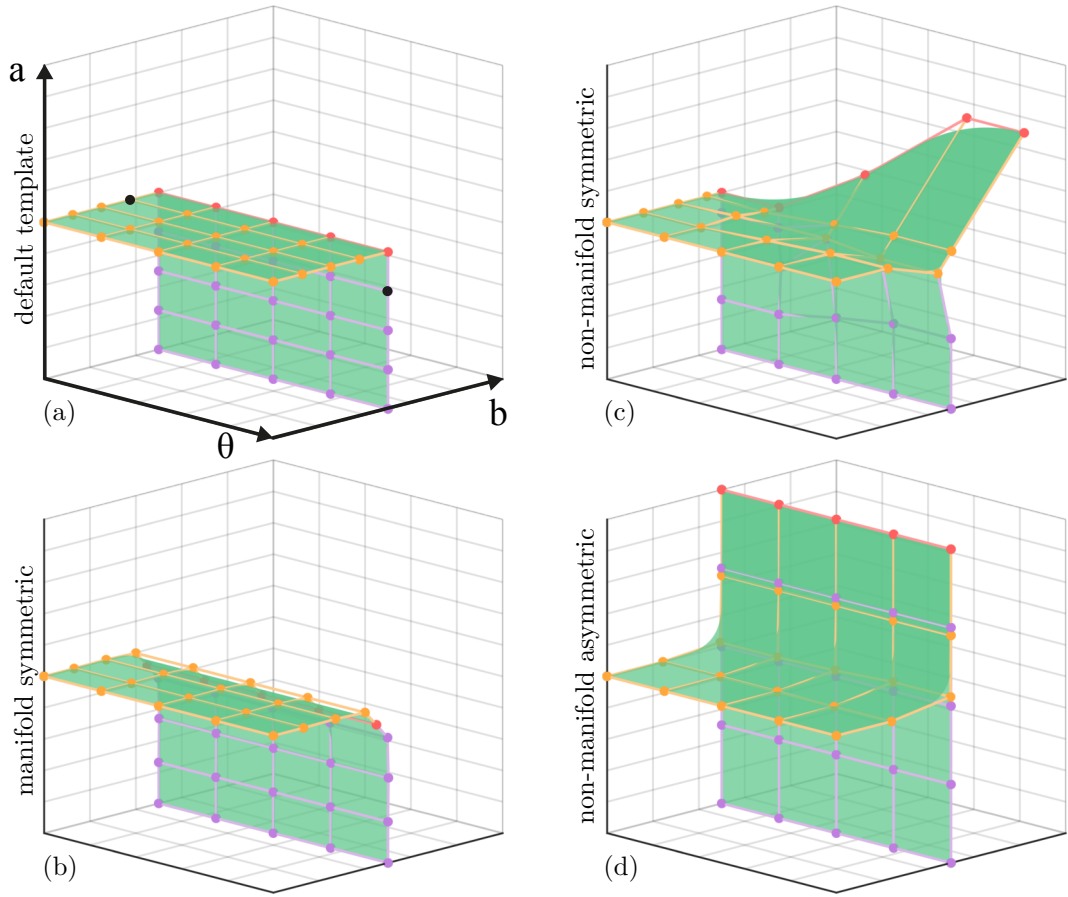 a
default template
(a)
θ
b
non-manifold symmetric
(c)
manifold symmetric
(b)
non-manifold asymmetric
(d)